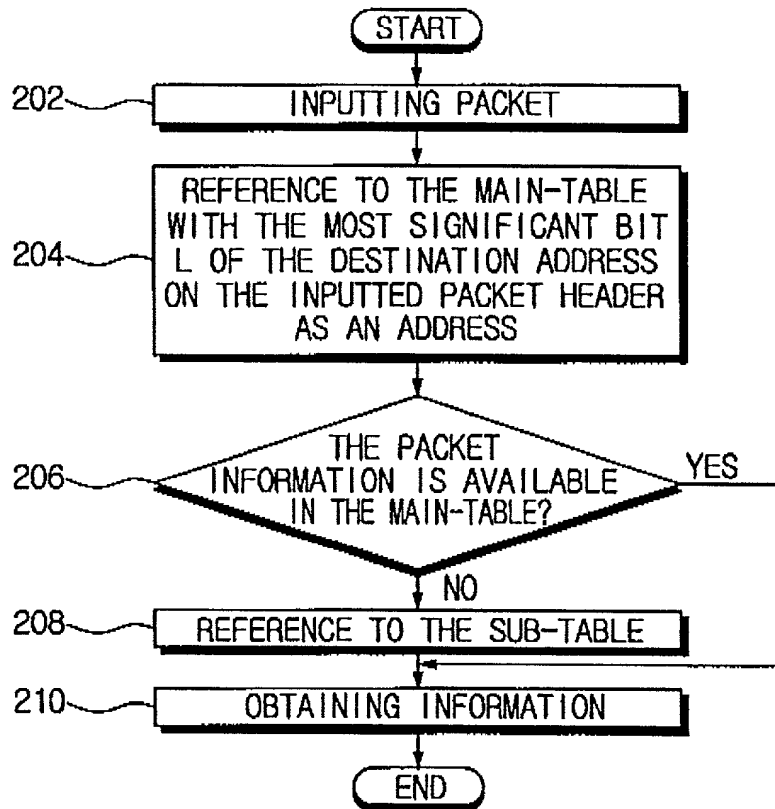 START
202
INPUTTING PACKET
204
REFERENCE TO THE MAIN-TABLE
WITH THE MOST SIGNIFICANT BIT
L OF THE DESTINATION ADDRESS
ON THE INPUTTED PACKET HEADER
AS AN ADDRESS
206
THE PACKET
INFORMATION IS AVAILABLE
IN THE MAIN-TABLE?
YES
NO
208
REFERENCE TO THE SUB-TABLE
210
OBTAINING INFORMATION
END